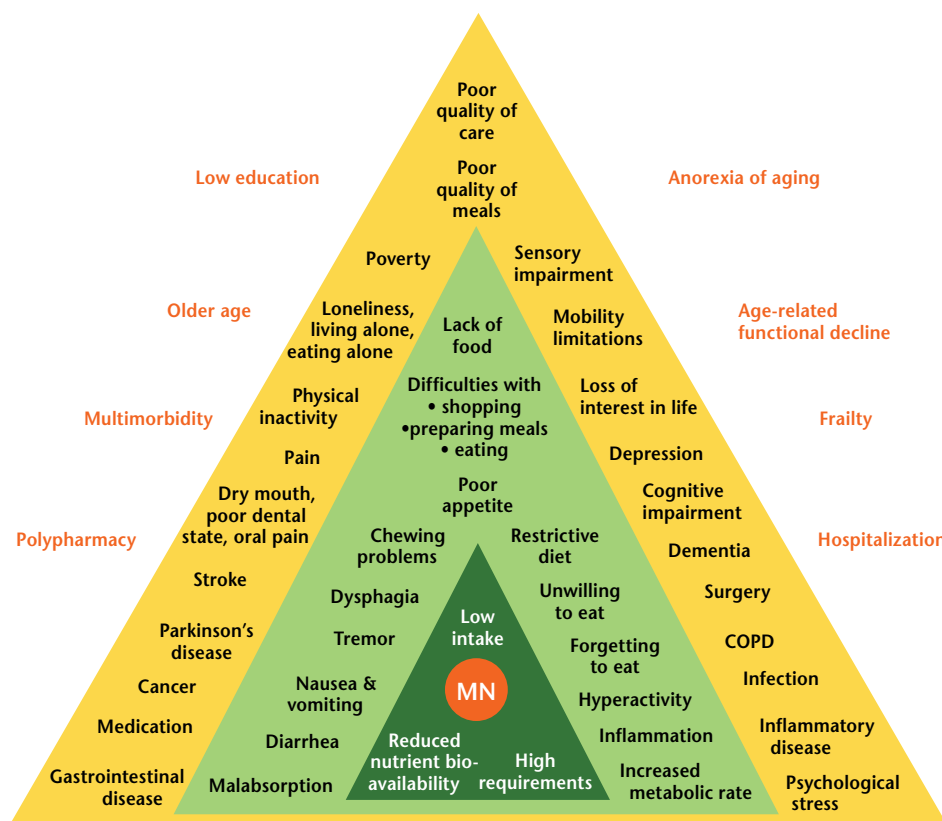 Poor
quality of
care
Poor
quality of
meals
Low education
Anorexia of aging
Poverty
Sensory
impairment
Older age
Loneliness,
living alone,
eating alone
Lack of
food
Mobility
limitations
Age-related
functional decline
Multimorbidity
Physical
inactivity
Difficulties with
• shopping
•preparing meals
• eating
Loss of
interest in life
Frailty
Pain
Depression
Polypharmacy
Dry mouth,
poor dental
state, oral pain
Poor
appetite
Cognitive
impairment
Hospitalization
Chewing
problems
Restrictive
diet
Dementia
Stroke
Dysphagia
Unwilling
to eat
Surgery
Parkinson's
disease
Tremor
Low
intake
Forgetting
to eat
COPD
Cancer
Nausea &
vomiting
MN
Hyperactivity
Infection
Medication
Diarrhea
Reduced
nutrient bio-
availability
High
requirements
Inflammation
Inflammatory
disease
Gastrointestinal
disease
Malabsorption
Increased
metabolic rate
Psychological
stress